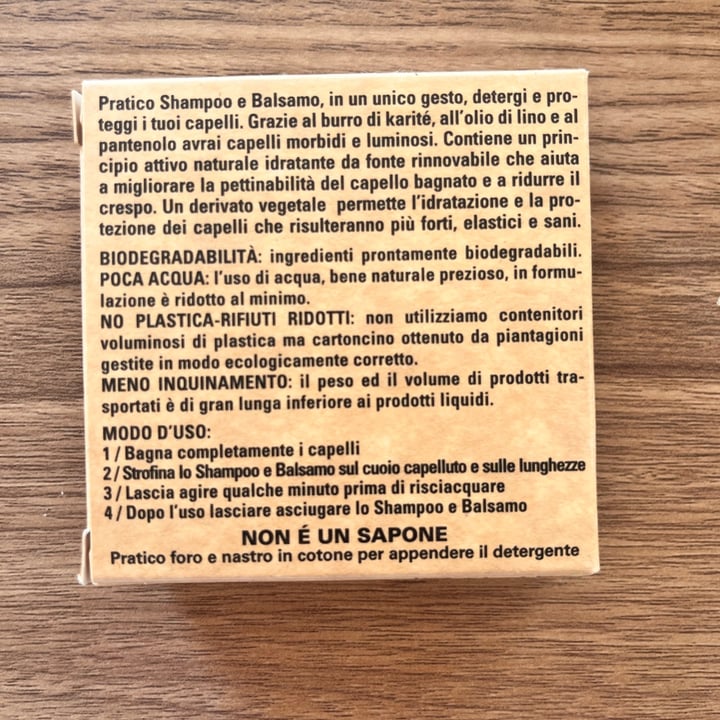 Pratico Shampoo e Balsamo, in un unico gesto, detergi e pro-
teggi i tuoi capelli. Grazie al burro di karité, all'olio di lino e al
pantenolo avrai capelli morbidi e luminosi. Contiene un prin-
cipio attivo naturale idratante da fonte rinnovabile che aiuta
a migliorare la pettinabilità del capello bagnato e a ridurre il
crespo. Un derivato vegetale permette l'idratazione e la pro-
tezione dei capelli che risulteranno più forti, elastici e sani.
BIODEGRADABILITÀ: ingredienti prontamente biodegradabili.
POCA ACQUA: l'uso di acqua, bene naturale prezioso, in formu-
lazione è ridotto al minimo.
NO PLASTICA-RIFIUTI RIDOTTI: non utilizziamo contenitori
voluminosi di plastica ma cartoncino ottenuto da piantagioni
gestite in modo ecologicamente corretto.
MENO INQUINAMENTO: il peso ed il volume di prodotti tra-
sportati è di gran lunga inferiore ai prodotti liquidi.
MODO D'USO:
1 / Bagna completamente i capelli
2 / Strofina lo Shampoo e Balsamo sul cuoio capelluto e sulle lunghezze
3 / Lascia agire qualche minuto prima di risciacquare
4 / Dopo l'uso lasciare asciugare lo Shampoo e Balsamo
NON É UN SAPONE
Pratico foro e nastro in cotone per appendere il detergente